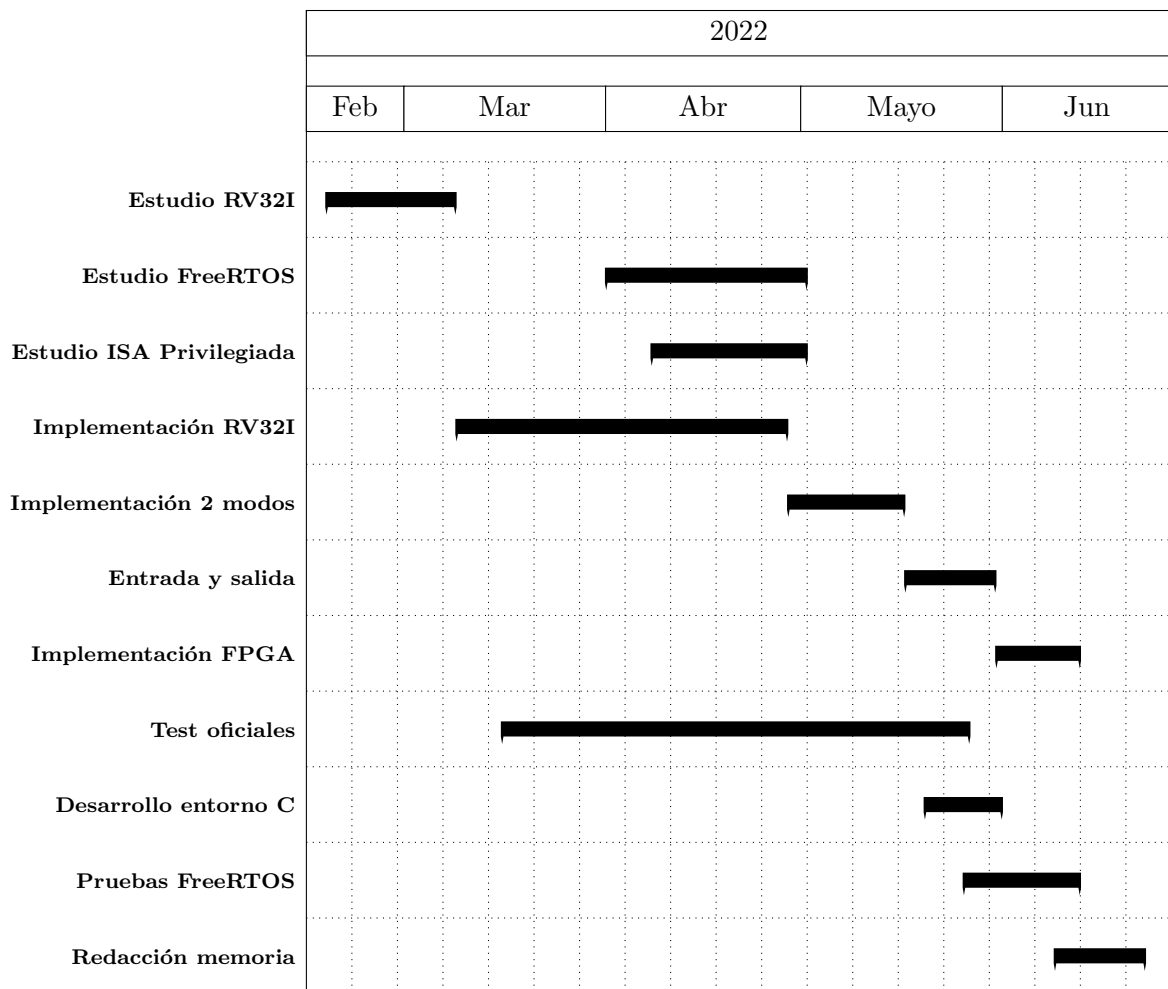 2022
Feb Mar Abr Mayo Jun
Estudio RV32I
Estudio FreeRTOS
Estudio ISA Privilegiada
Implementación RV32I
Implementación 2 modos
Entrada y salida
Implementación FPGA
Test oficiales
Desarrollo entorno C
Pruebas FreeRTOS
Redacción memoria